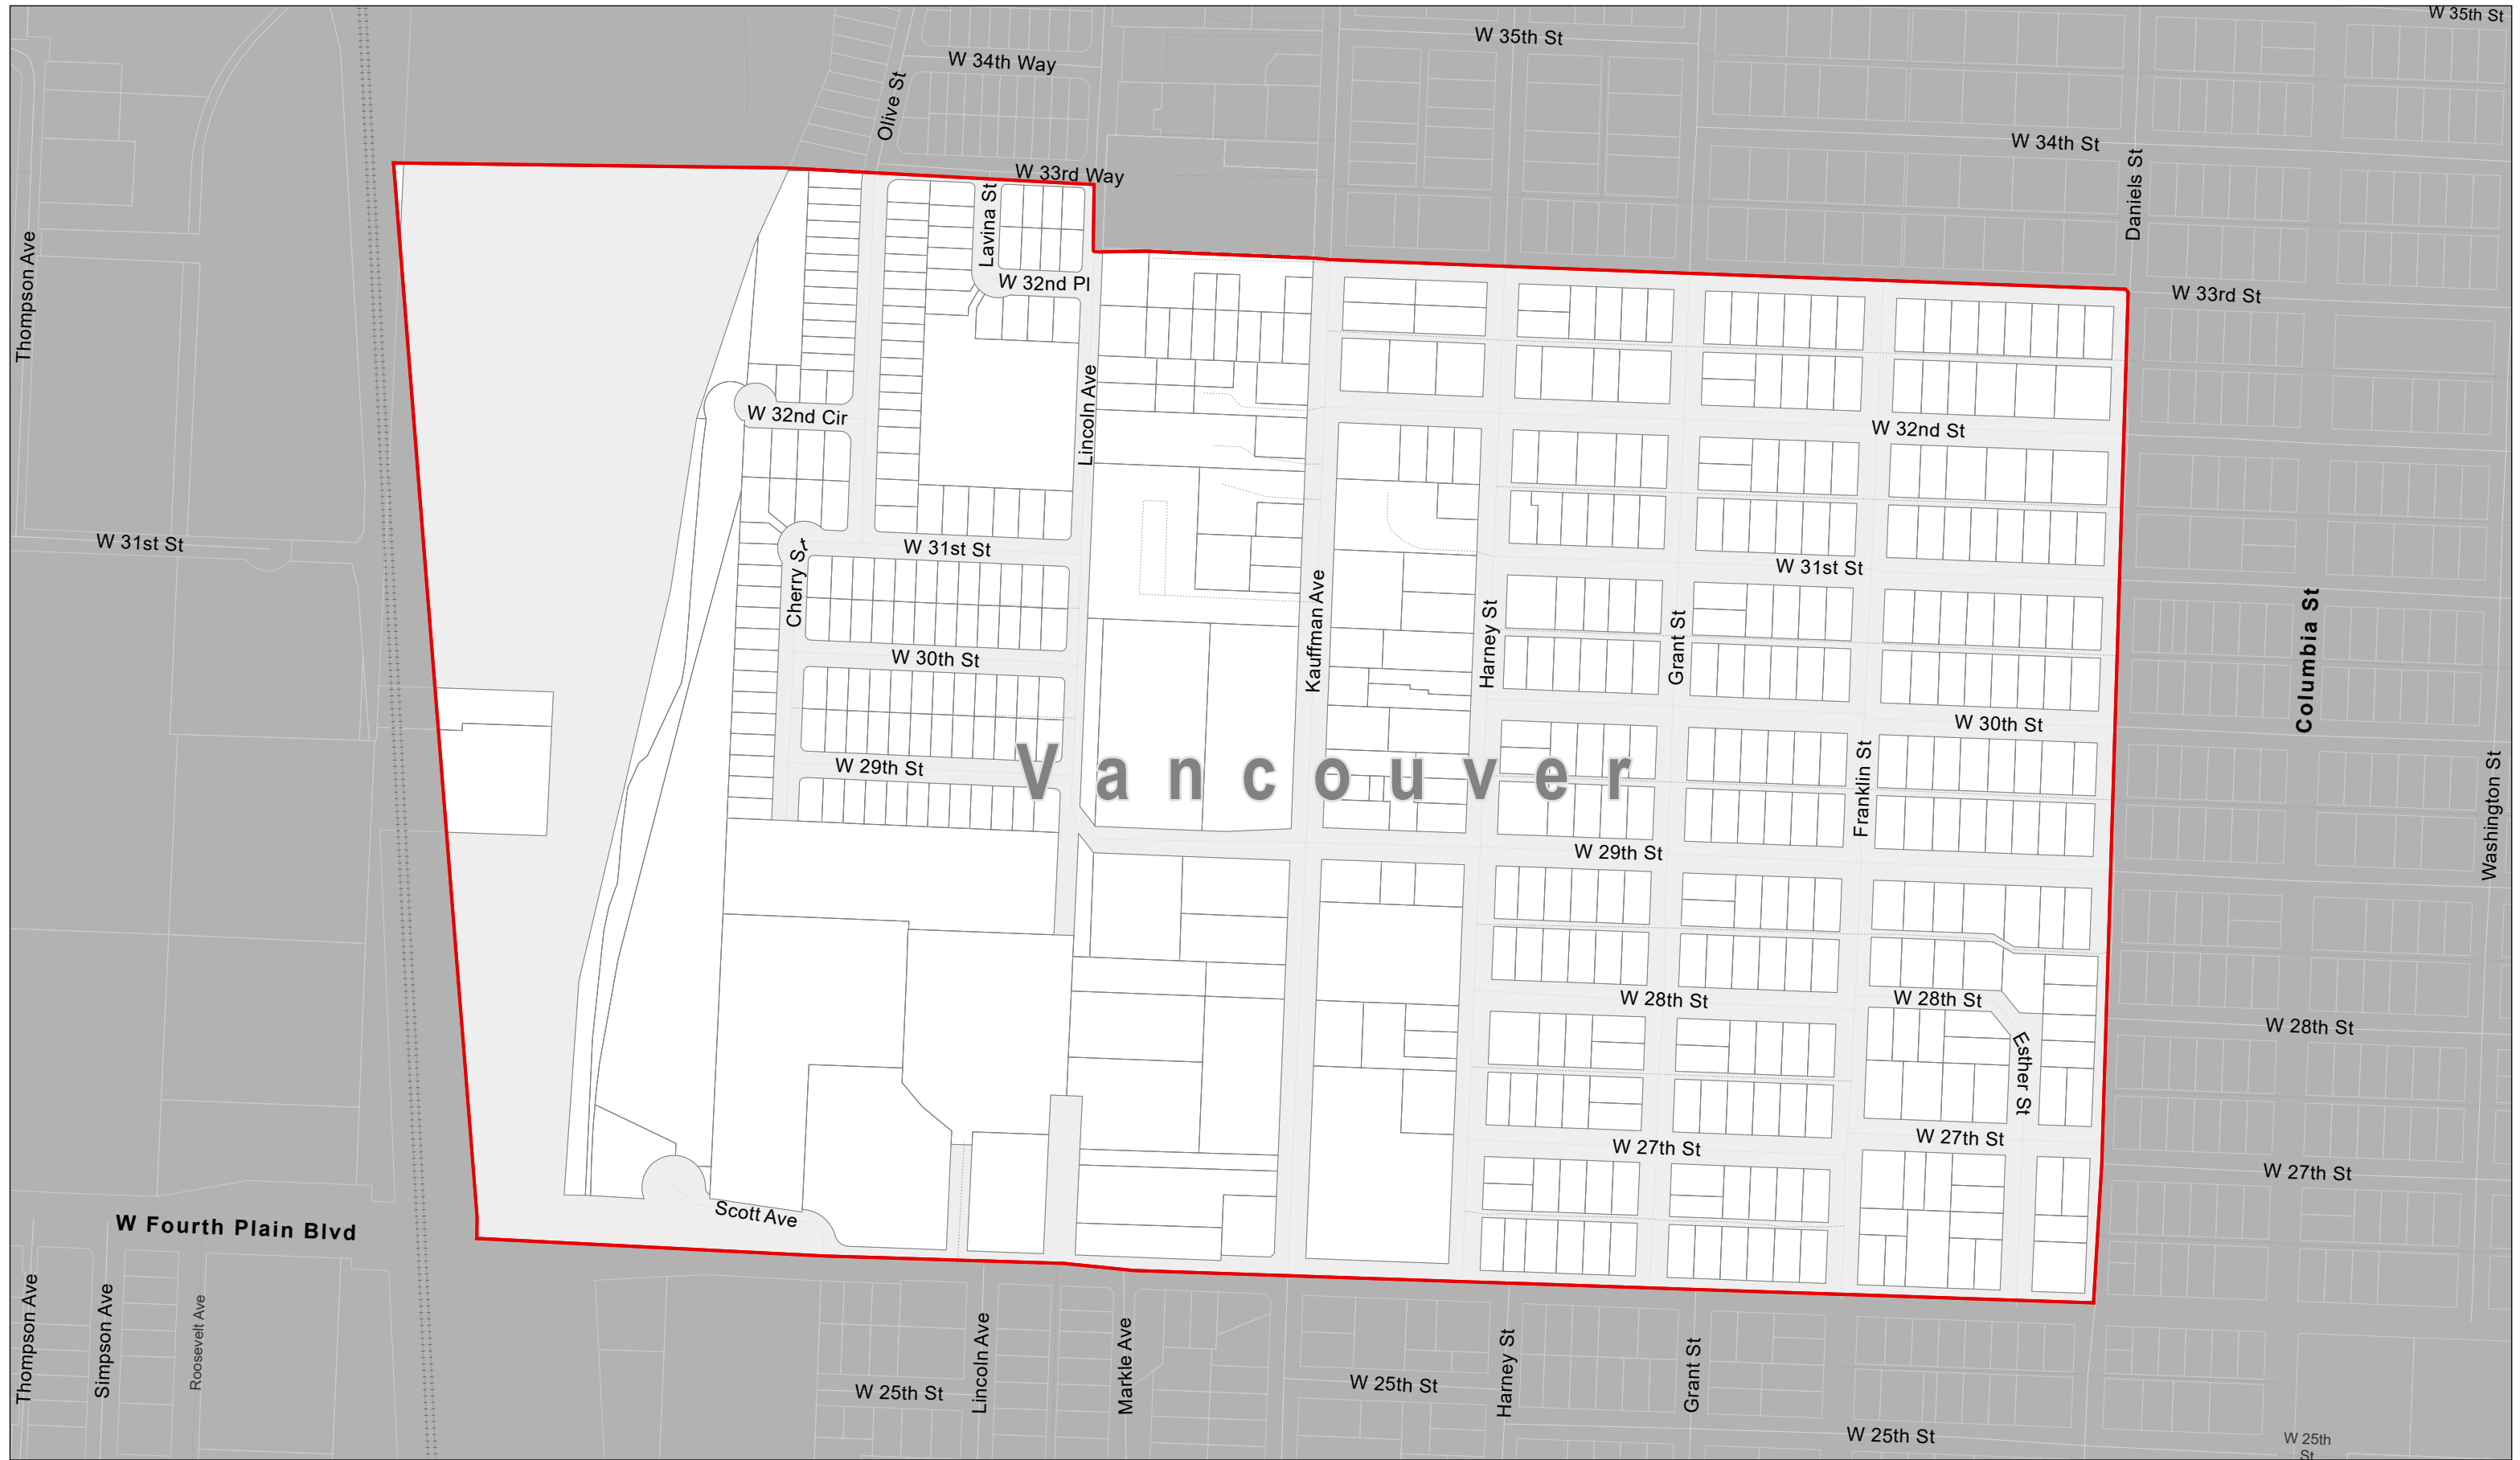 W 35th St
W 35th St
W 34th Way
Olive St
W 34th St
Daniels St
W 33rd Way
Lavina St
Thompson Ave
W 32nd Pl
W 33rd St
Lincoln Ave
W 32nd Cir
W 32nd St
W 31st St
W 31st St
W 31st St
Cherry St
Kauffman Ave
Harney St
Grant St
Columbia St
W 30th St
W 30th St
Vancouver
W 29th St
Franklin St
Washington St
W 29th St
W 28th St
W 28th St
W 28th St
Esther St
W 27th St
W 27th St
W 27th St
Scott Ave
W Fourth Plain Blvd
Thompson Ave
Simpson Ave
Roosevelt Ave
Lincoln Ave
Markle Ave
Harney St
Grant St
W 25th St
W 25th St
W 25th St
W 25th
St